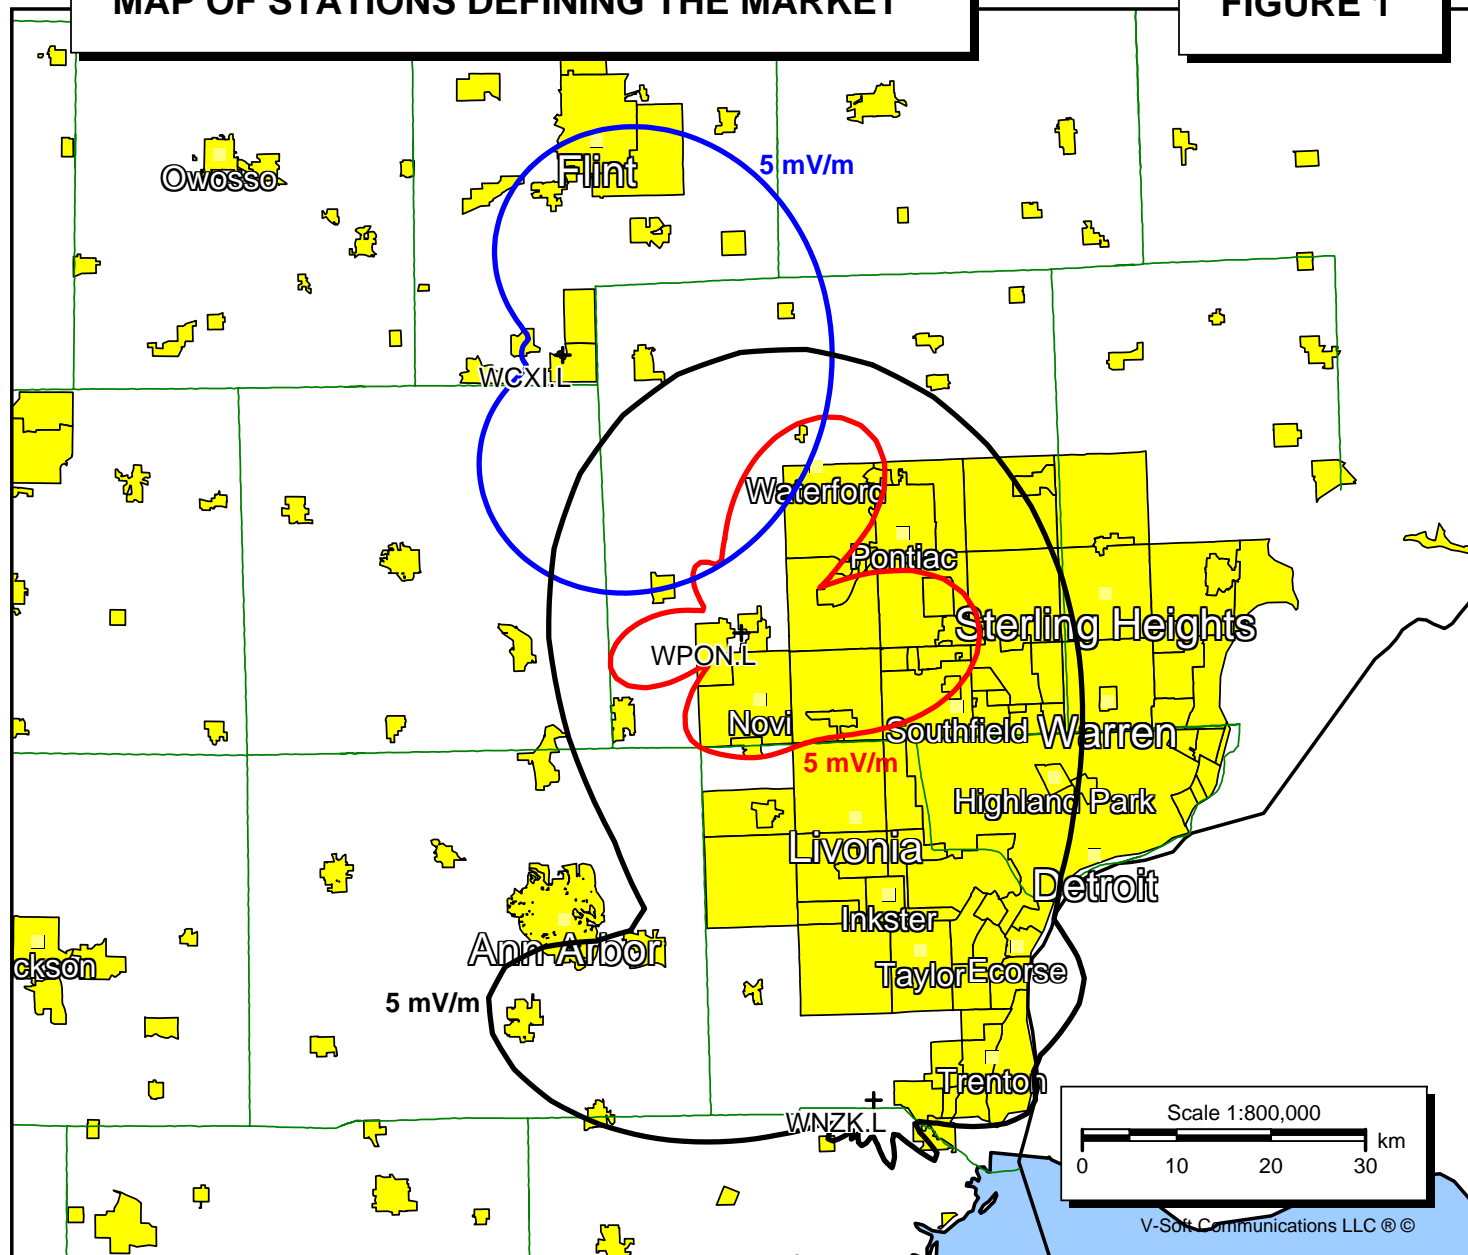 MAP OF STATIONS DEFINING THE MARKET
FIGURE 1
5 mV/m
Flint
Owosso
WCXI.L
Waterford
Pontiac
Sterling Heights
WPON.L
Novi
Southfield
Warren
5 mV/m
Highland Park
Livonia
Detroit
Inkster
Ann Arbor
ckson
Taylor
Ecorse
5 mV/m
Trenton
WNZK.L
Scale 1:800,000
km
0 10 20 30
V-Soft Communications LLC ® ©